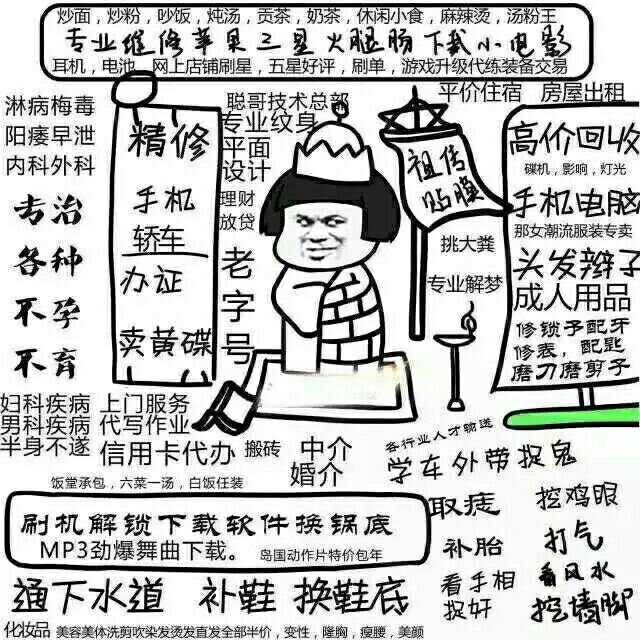 炒面，炒粉，吵饭，炖汤，贡茶，奶茶，休闲小食，麻辣烫，汤粉王
专业维修苹果三星火腿肠下载小电影
耳机，电池，网上店铺刷星，五星好评，刷单，游戏升级代练装备交易
淋病梅毒
阳痿早泄
内科外科
专治
各种
不孕
不育
精修
手机
轿车
办证
卖黄碟
聪哥技术总部
专业纹身
平面
设计
理财
放贷
老字号
祖传
贴膜
挑大粪
专业解梦
平价住宿 房屋出租
高价回收
碟机，影响，灯光
手机电脑
那女潮流服装专卖
头发辫子
成人用品
修锁予配牙
修表，配匙
磨刀磨剪子
妇科疾病 上门服务
男科疾病 代写作业
半身不遂 信用卡代办 搬砖 中介
婚介
饭堂承包，六菜一汤，白饭任装
各行业人才输送
学车外带捉鬼
刷机解锁下载软件换锅底
MP3劲爆舞曲下载。 岛国动作片特价包年
取痣 挖鸡眼
补胎 打气
看手相 看风水
捉奸 挖墙脚
通下水道 补鞋 换鞋底
化妆品 美容美体洗剪吹染发烫发直发全部半价，变性，隆胸，瘦腰，美颜